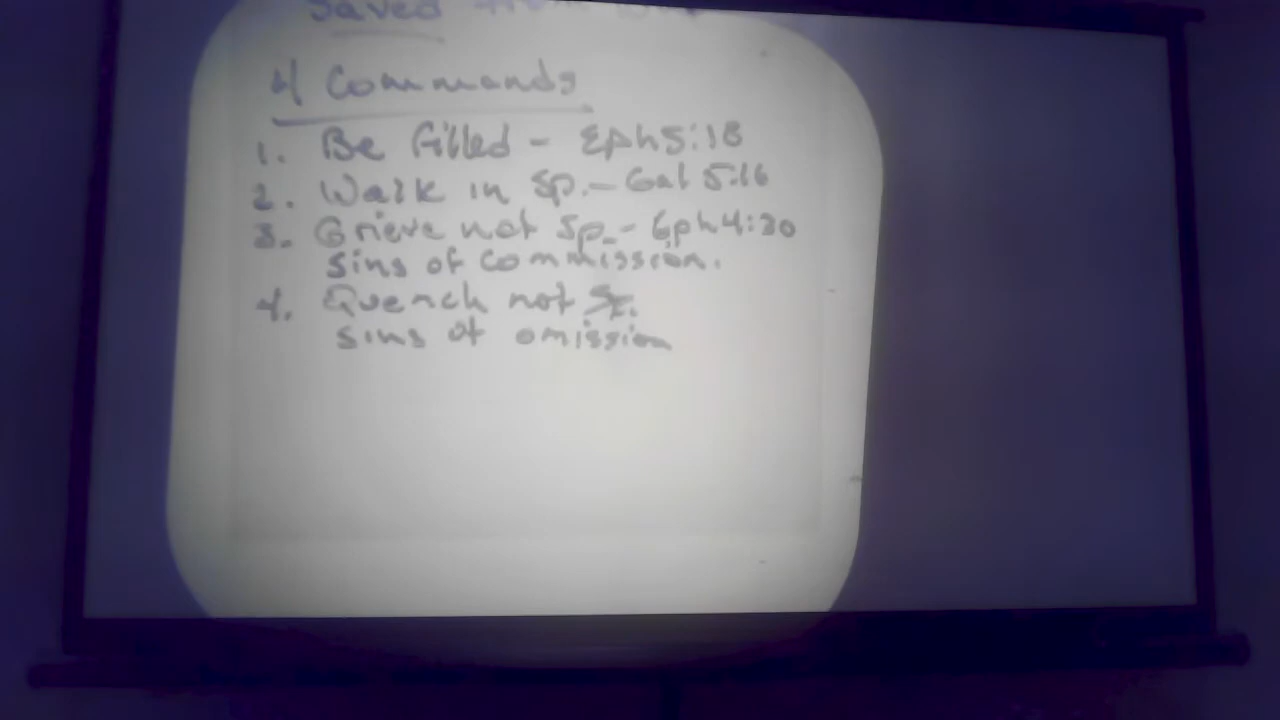 Saved
4 Commands
1. Be filled - Eph 5:18
2. Walk in Sp. - Gal 5:16
3. Grieve not Sp. - Eph 4:30
sins of commission.
4. Quench not Sp.
sins of omission